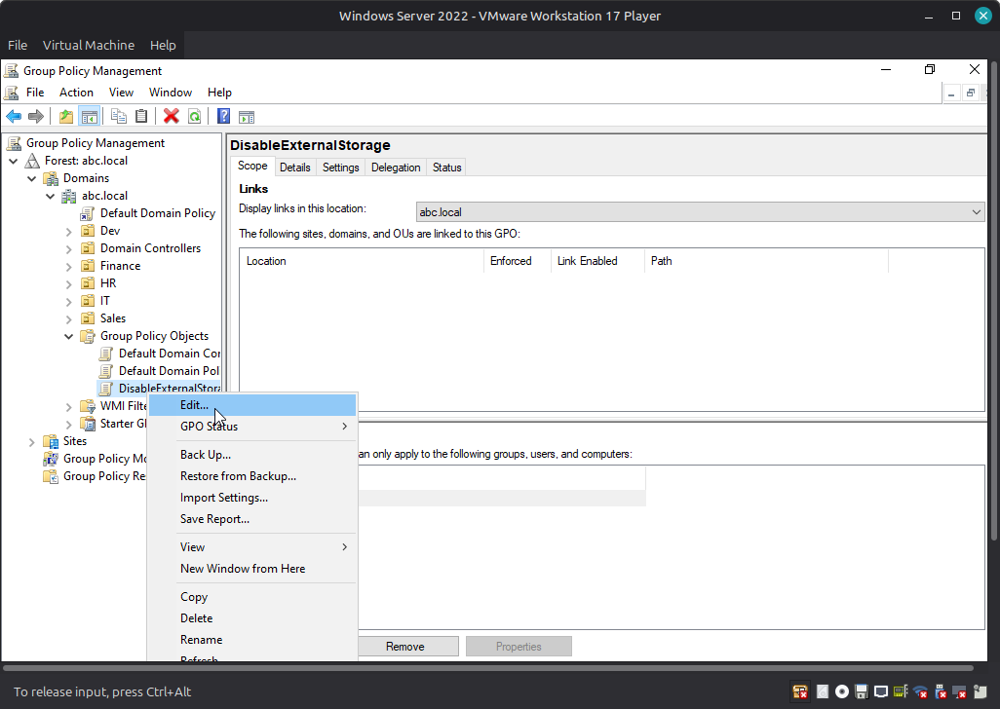 Windows Server 2022 - VMware Workstation 17 Player
File Virtual Machine Help
Group Policy Management
File Action View Window Help
Group Policy Management
Forest: abc.local
Domains
abc.local
Default Domain Policy
Dev
Domain Controllers
Finance
HR
IT
Sales
Group Policy Objects
Default Domain Cor
Default Domain Pol
DisableExternalStora
WMI Filte
Starter GI
Sites
Group Policy Mo
Group Policy Re
DisableExternalStorage
Scope Details Settings Delegation Status
Links
Display links in this location: abc.local
The following sites, domains, and OUs are linked to this GPO:
Location Enforced Link Enabled Path
an only apply to the following groups, users, and computers:
Remove Properties
Edit...
GPO Status
Back Up...
Restore from Backup...
Import Settings...
Save Report...
View
New Window from Here
Copy
Delete
Rename
Refresh
To release input, press Ctrl+Alt